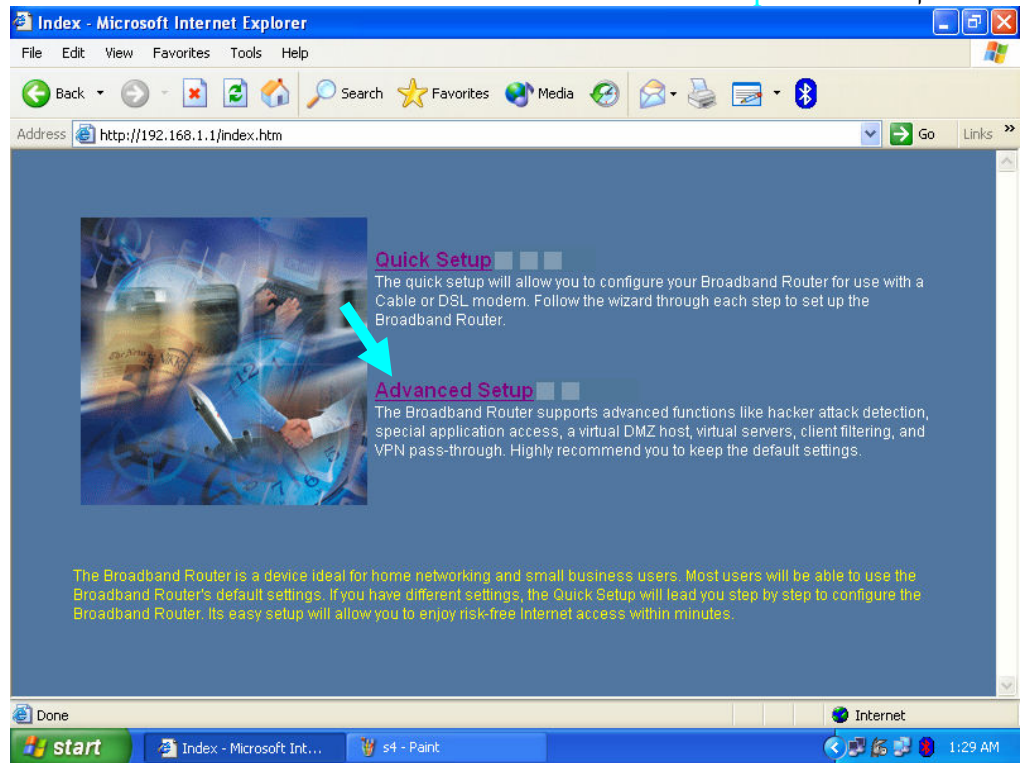 Index - Microsoft Internet Explorer
File Edit View Favorites Tools Help
Back Search Favorites Media
Address http://192.168.1.1/index.htm Go Links »
Quick Setup
The quick setup will allow you to configure your Broadband Router for use with a
Cable or DSL modem. Follow the wizard through each step to set up the
Broadband Router.
Advanced Setup
The Broadband Router supports advanced functions like hacker attack detection,
special application access, a virtual DMZ host, virtual servers, client filtering, and
VPN pass-through. Highly recommend you to keep the default settings.
12
7
6
The Broadband Router is a device ideal for home networking and small business users. Most users will be able to use the
Broadband Router's default settings. If you have different settings, the Quick Setup will lead you step by step to configure the
Broadband Router. Its easy setup will allow you to enjoy risk-free Internet access within minutes.
Done Internet
start Index - Microsoft Int... s4 - Paint 1:29 AM